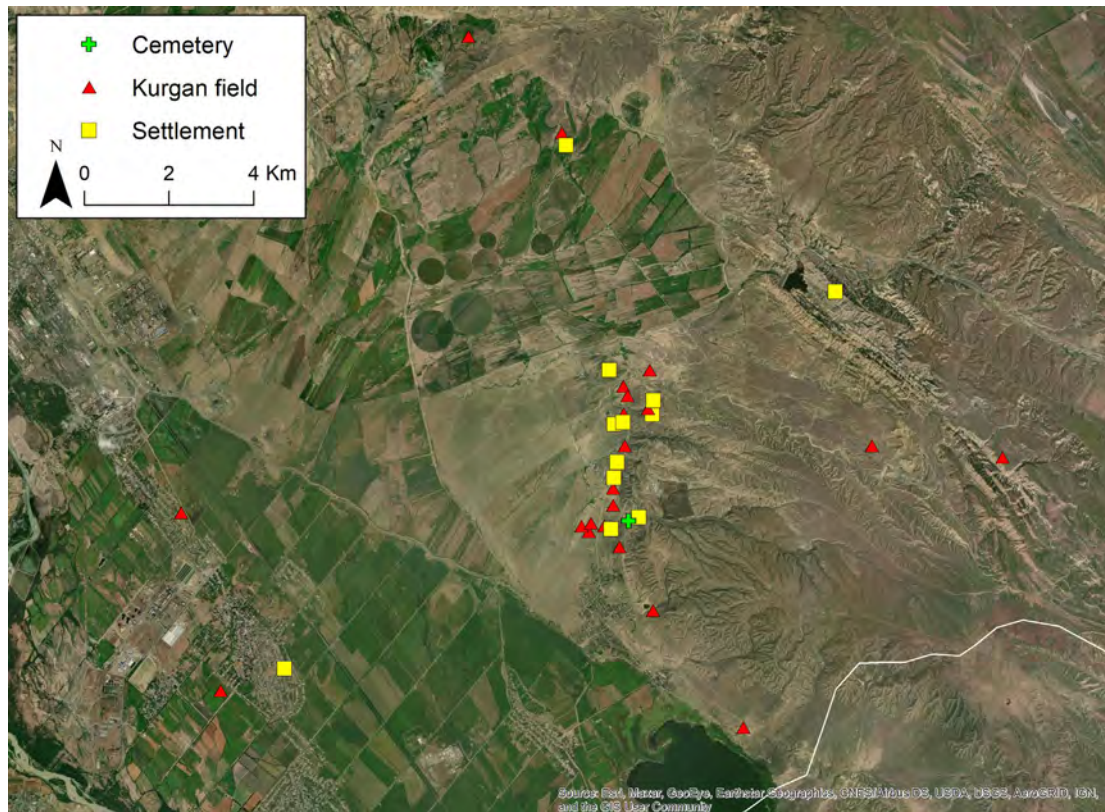 Cemetery
Kurgan field
Settlement
N
0 2 4 Km
Source: Esri, Maxar, GeoEye, Earthstar Geographics, CNES/Airbus DS, USDA, USGS, AeroGRID, IGN,
and the GIS User Community